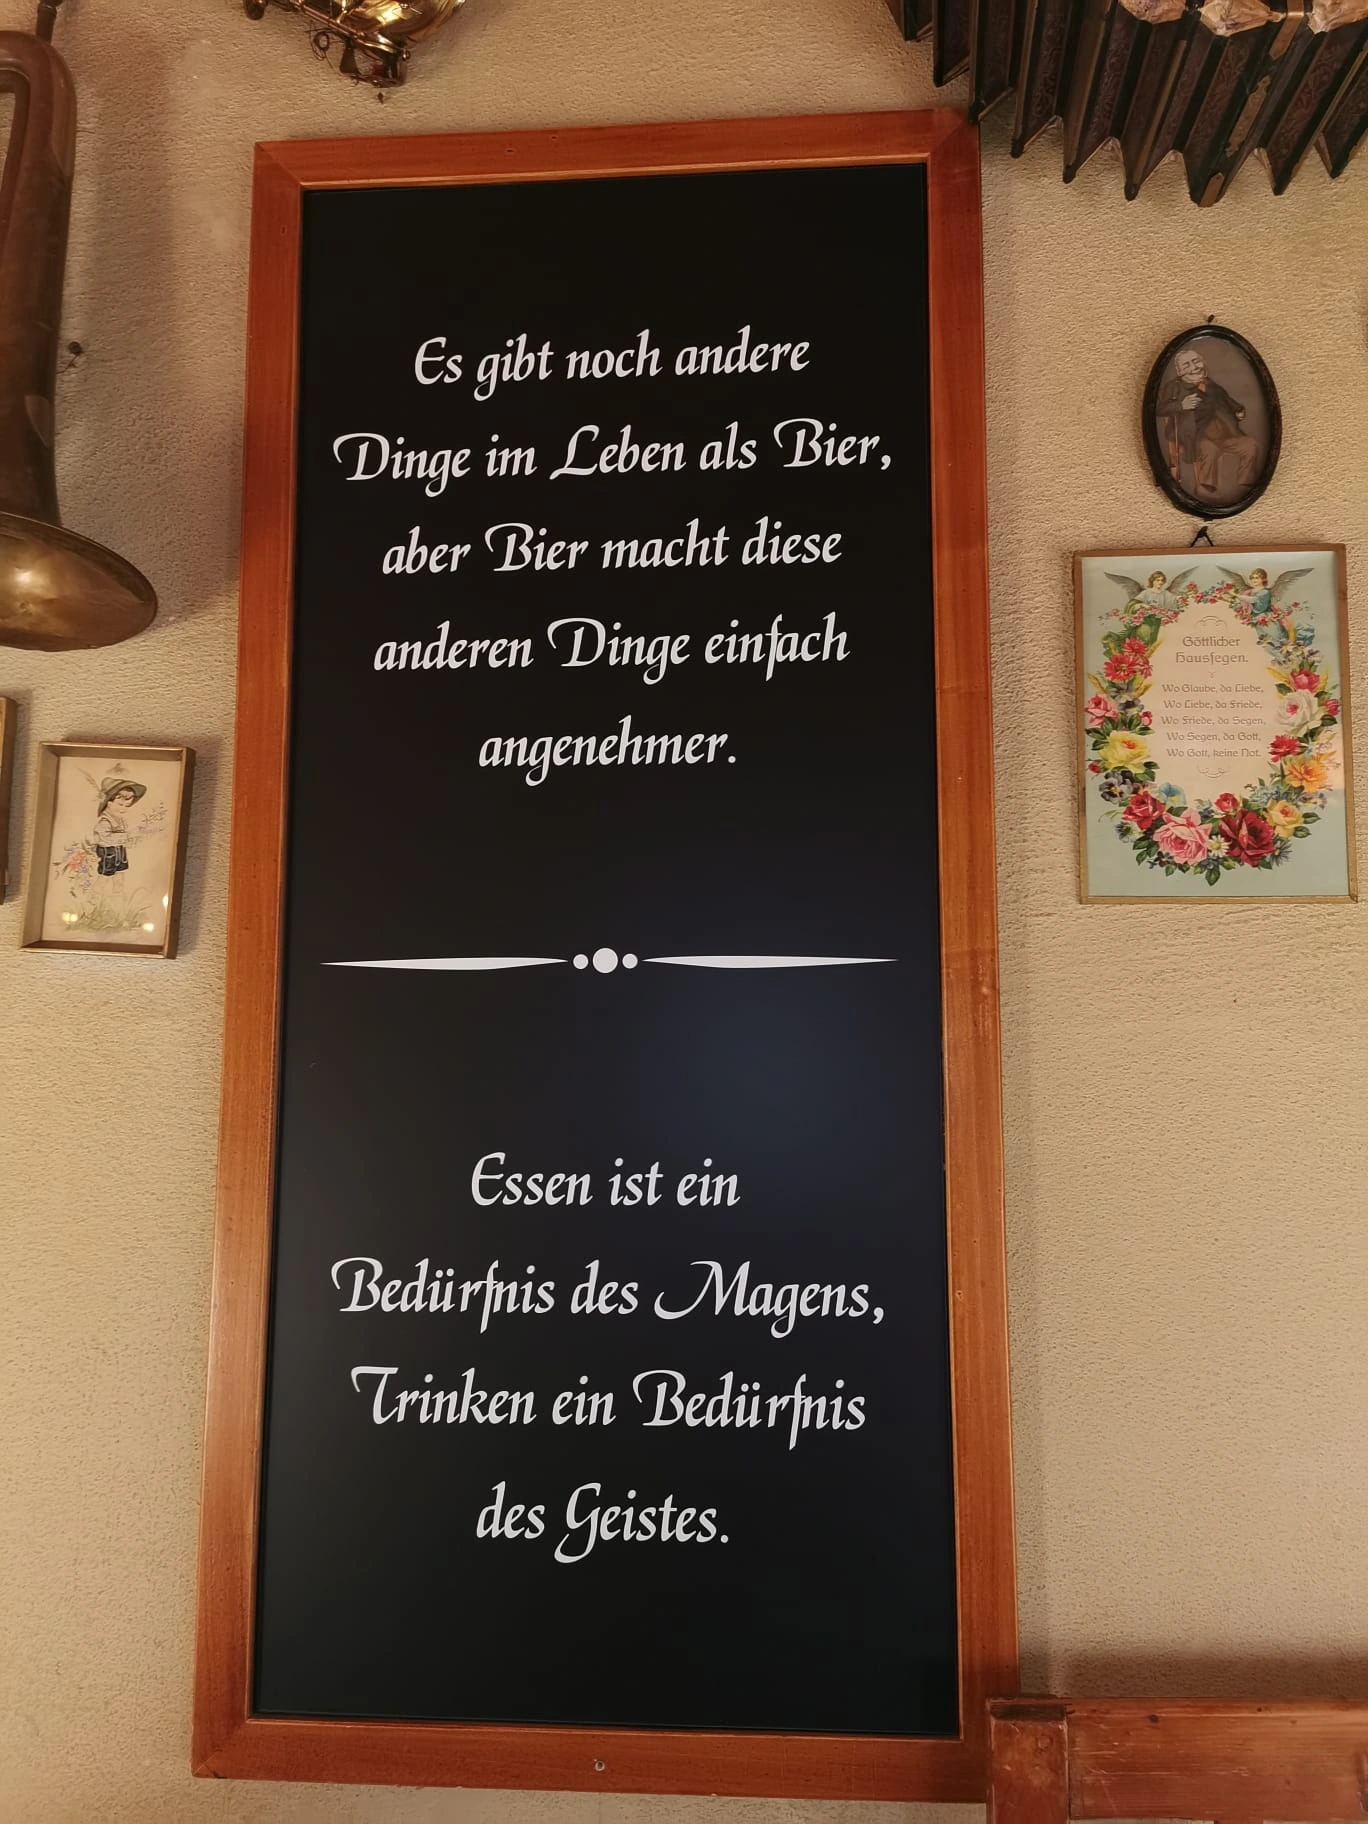 Es gibt noch andere
Dinge im Leben als Bier,
aber Bier macht diese
anderen Dinge einfach
angenehmer.
Essen ist ein
Bedürfnis des Magens,
Trinken ein Bedürfnis
des Geistes.
Göttlicher
Haussegen.
Wo Glaube, da Liebe,
Wo Liebe, da Friede,
Wo Friede, da Segen,
Wo Segen, da Gott,
Wo Gott, keine Not.